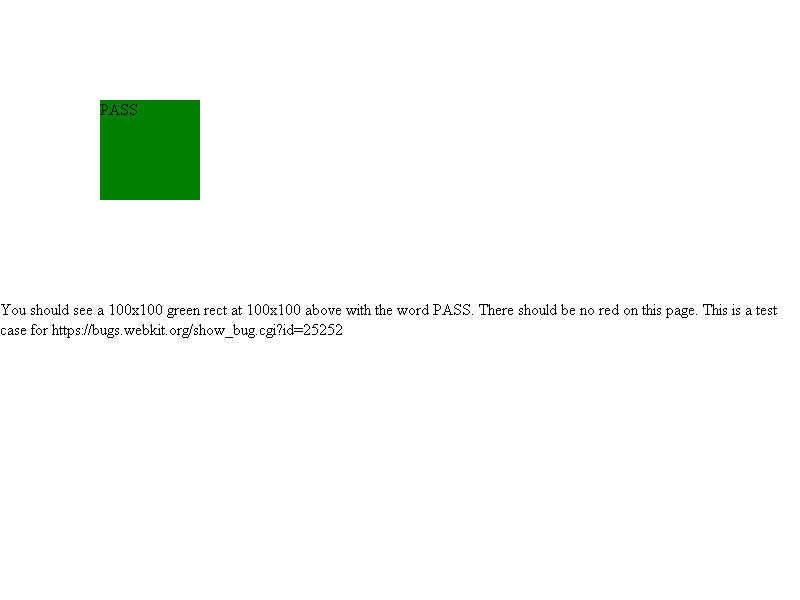 PASS
You should see a 100x100 green rect at 100x100 above with the word PASS. There should be no red on this page. This is a test
case for https://bugs.webkit.org/show_bug.cgi?id=25252